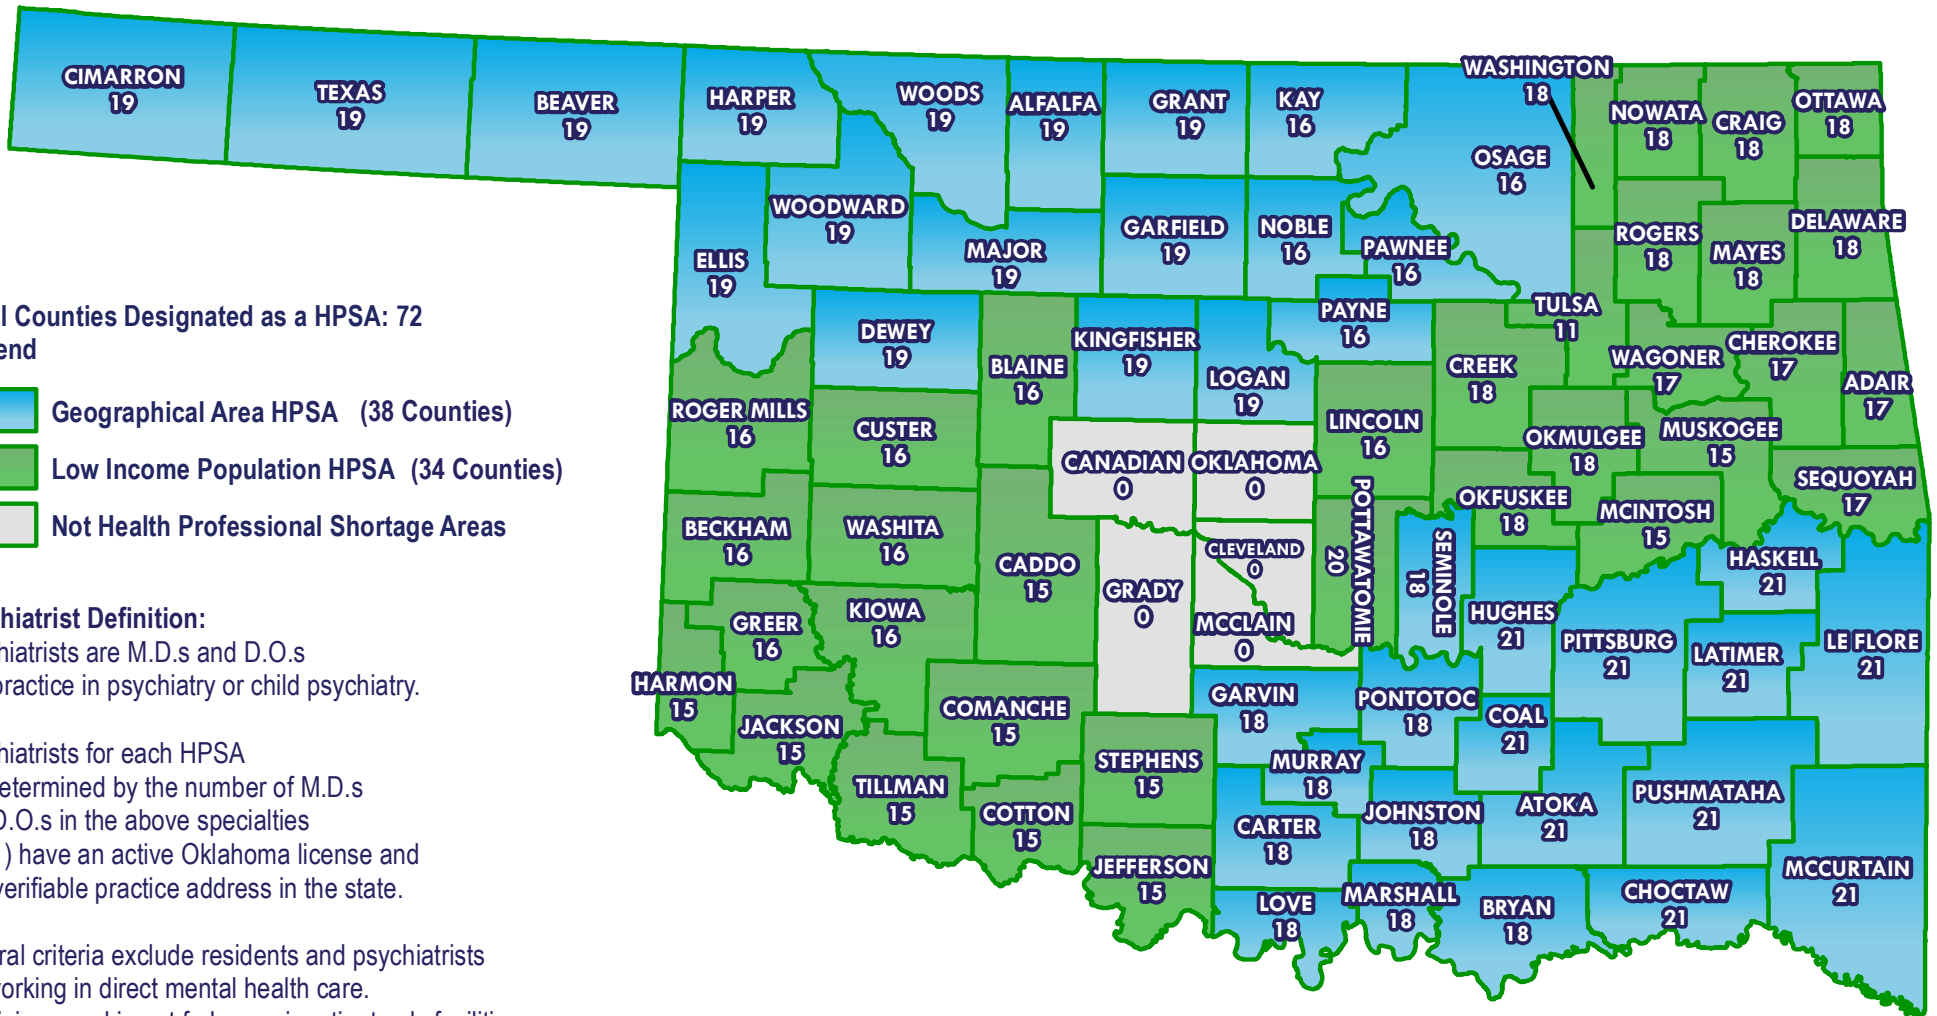 CIMARRON
19
TEXAS
19
BEAVER
19
HARPER
19
WOODS
19
ALFALFA
19
GRANT
19
KAY
16
WASHINGTON
18
OSAGE
16
NOWATA
18
CRAIG
18
OTTAWA
18
WOODWARD
19
ELLIS
19
MAJOR
19
GARFIELD
19
NOBLE
16
PAWNEE
16
ROGERS
18
MAYES
18
DELAWARE
18
DEWEY
19
BLAINE
16
KINGFISHER
19
LOGAN
19
PAYNE
16
CREEK
18
TULSA
11
WAGONER
17
CHEROKEE
17
ADAIR
17
ROGER MILLS
16
CUSTER
16
CANADIAN
0
OKLAHOMA
0
LINCOLN
16
OKMULGEE
18
MUSKOGEE
15
SEQUOYAH
17
BECKHAM
16
WASHITA
16
CADDO
15
GRADY
0
CLEVELAND
0
MCCLAIN
0
POTTAWATOMIE
20
SEMINOLE
18
OKFUSKEE
18
MCINTOSH
15
HASKELL
21
GREER
16
KIOWA
16
HUGHES
21
PITTSBURG
21
LATIMER
21
LE FLORE
21
HARMON
15
JACKSON
15
COMANCHE
15
GARVIN
18
PONTOTOC
18
COAL
21
TILLMAN
15
COTTON
15
STEPHENS
15
MURRAY
18
CARTER
18
JOHNSTON
18
ATOKA
21
PUSHMATAHA
21
MCCURTAIN
21
JEFFERSON
15
LOVE
18
MARSHALL
18
BRYAN
18
CHOCTAW
21
l Counties Designated as a HPSA: 72
end
Geographical Area HPSA (38 Counties)
Low Income Population HPSA (34 Counties)
Not Health Professional Shortage Areas
hiatrist Definition:
hiatrists are M.D.s and D.O.s
practice in psychiatry or child psychiatry.
hiatrists for each HPSA
determined by the number of M.D.s
D.O.s in the above specialties
) have an active Oklahoma license and
verifiable practice address in the state.
ral criteria exclude residents and psychiatrists
working in direct mental health care.